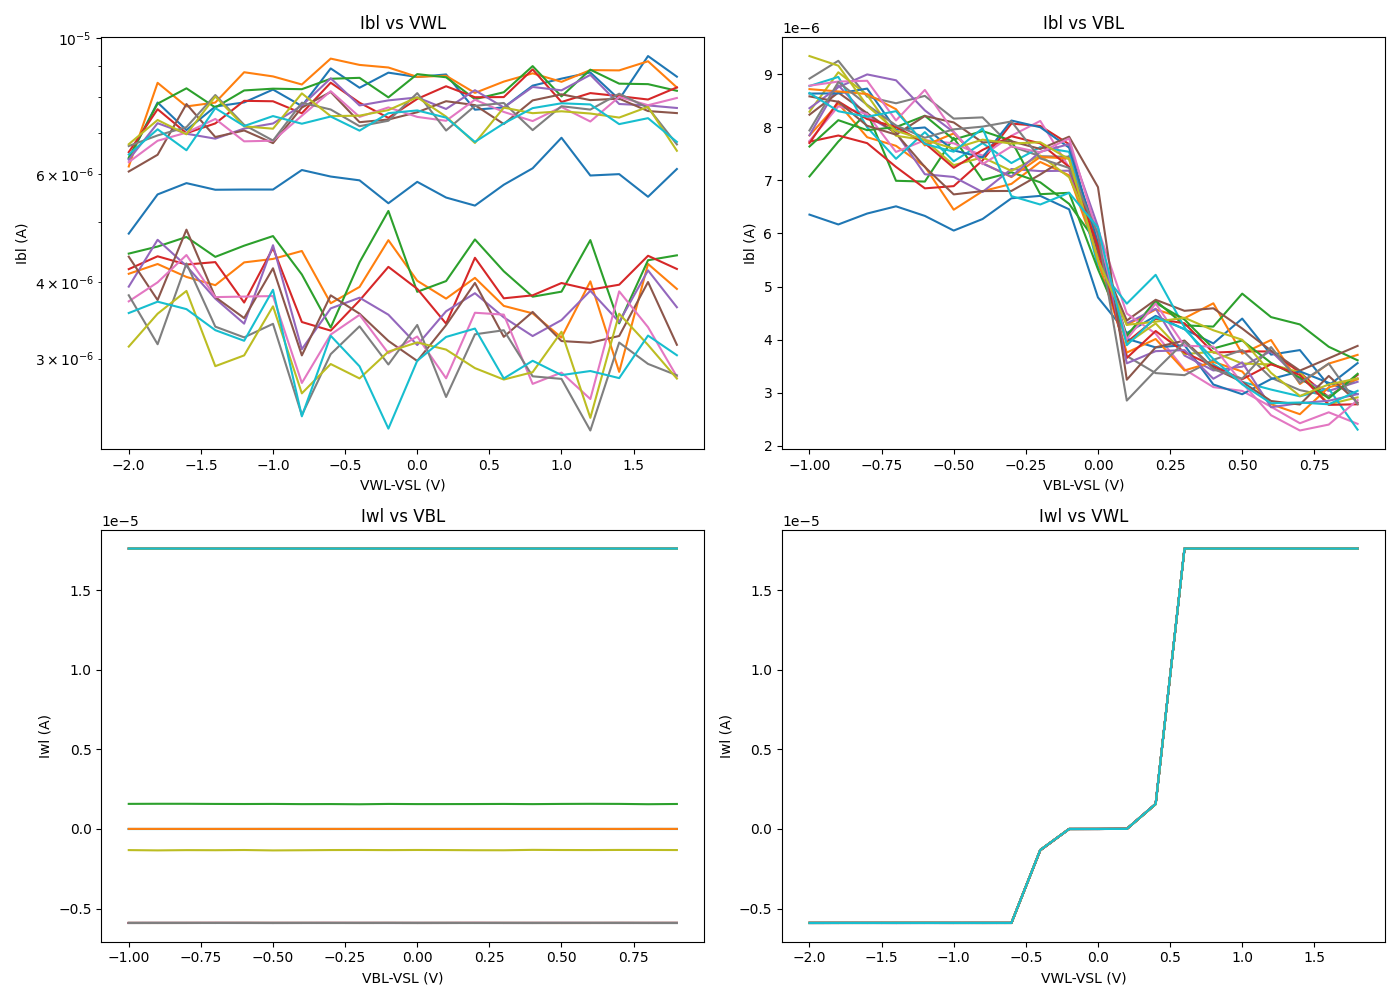 Ibl vs VWL
10^-5
6 × 10^-6
4 × 10^-6
3 × 10^-6
Ibl (A)
−2.0 −1.5 −1.0 −0.5 0.0 0.5 1.0 1.5
VWL-VSL (V)
Ibl vs VBL
1e−6
9
8
7
6
5
4
3
2
Ibl (A)
−1.00 −0.75 −0.50 −0.25 0.00 0.25 0.50 0.75
VBL-VSL (V)
Iwl vs VBL
1e−5
1.5
1.0
0.5
0.0
−0.5
Iwl (A)
−1.00 −0.75 −0.50 −0.25 0.00 0.25 0.50 0.75
VBL-VSL (V)
Iwl vs VWL
1e−5
1.5
1.0
0.5
0.0
−0.5
Iwl (A)
−2.0 −1.5 −1.0 −0.5 0.0 0.5 1.0 1.5
VWL-VSL (V)